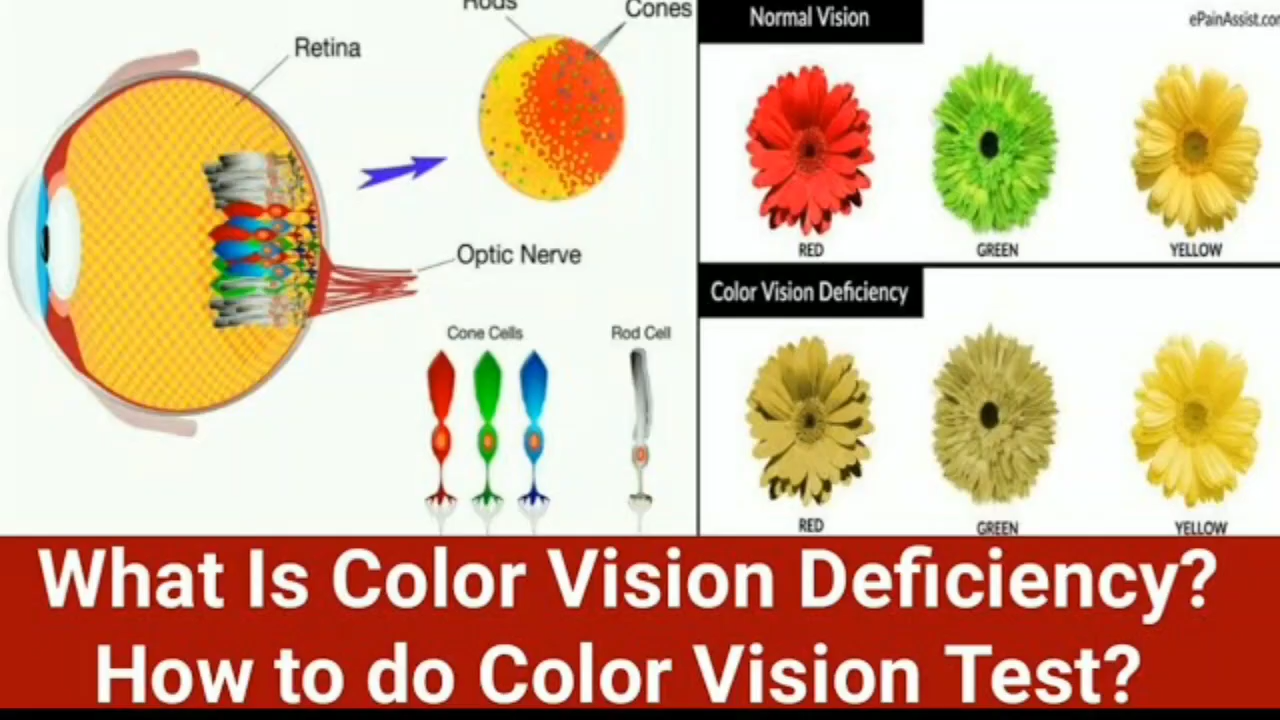 Rods
Cones
Retina
Optic Nerve
Cone Cells
Rod Cell
Normal Vision
ePainAssist.com
RED
GREEN
YELLOW
Color Vision Deficiency
RED
GREEN
YELLOW
What Is Color Vision Deficiency?
How to do Color Vision Test?